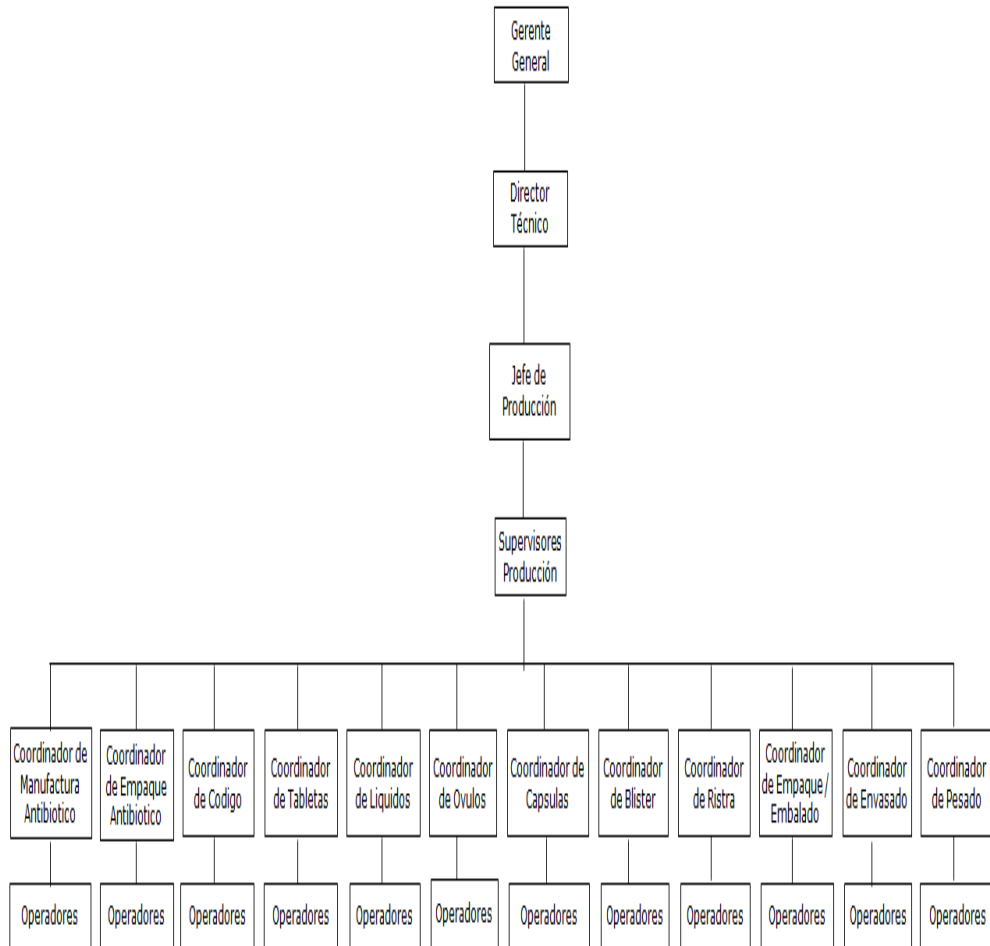 Gerente
General
Director
Técnico
Jefe de
Producción
Supervisores
Producción
Coordinador de
Manufactura
Antibiotico
Coordinador
de Empaque
Antibiotico
Coordinador
de Codigo
Coordinador
de Tabletas
Coordinador
de Liquidos
Coordinador
de Ovulos
Coordinador de
Capsulas
Coordinador
de Blister
Coordinador
de Ristra
Coordinador
de Empaque /
Embalado
Coordinador
de Envasado
Coordinador
de Pesado
Operadores
Operadores
Operadores
Operadores
Operadores
Operadores
Operadores
Operadores
Operadores
Operadores
Operadores
Operadores